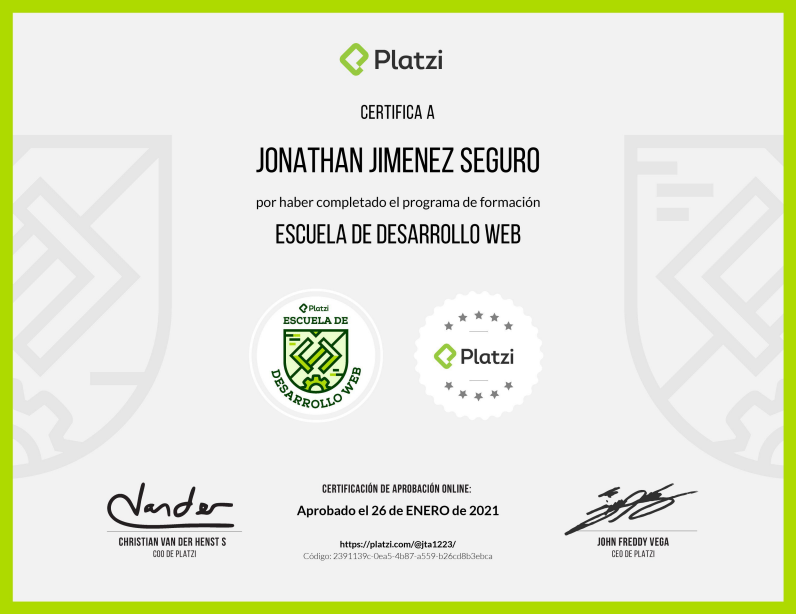 Platzi
CERTIFICA A
JONATHAN JIMENEZ SEGURO
por haber completado el programa de formación
ESCUELA DE DESARROLLO WEB
Platzi
ESCUELA DE
DESARROLLO WEB
Platzi
Vander
CHRISTIAN VAN DER HENST S
COO DE PLATZI
CERTIFICACIÓN DE APROBACIÓN ONLINE:
Aprobado el 26 de ENERO de 2021
https://platzi.com/@jta1223/
Código: 2391139c-0ea5-4b87-a559-b26cd8b3ebca
JOHN FREDDY VEGA
CEO DE PLATZI